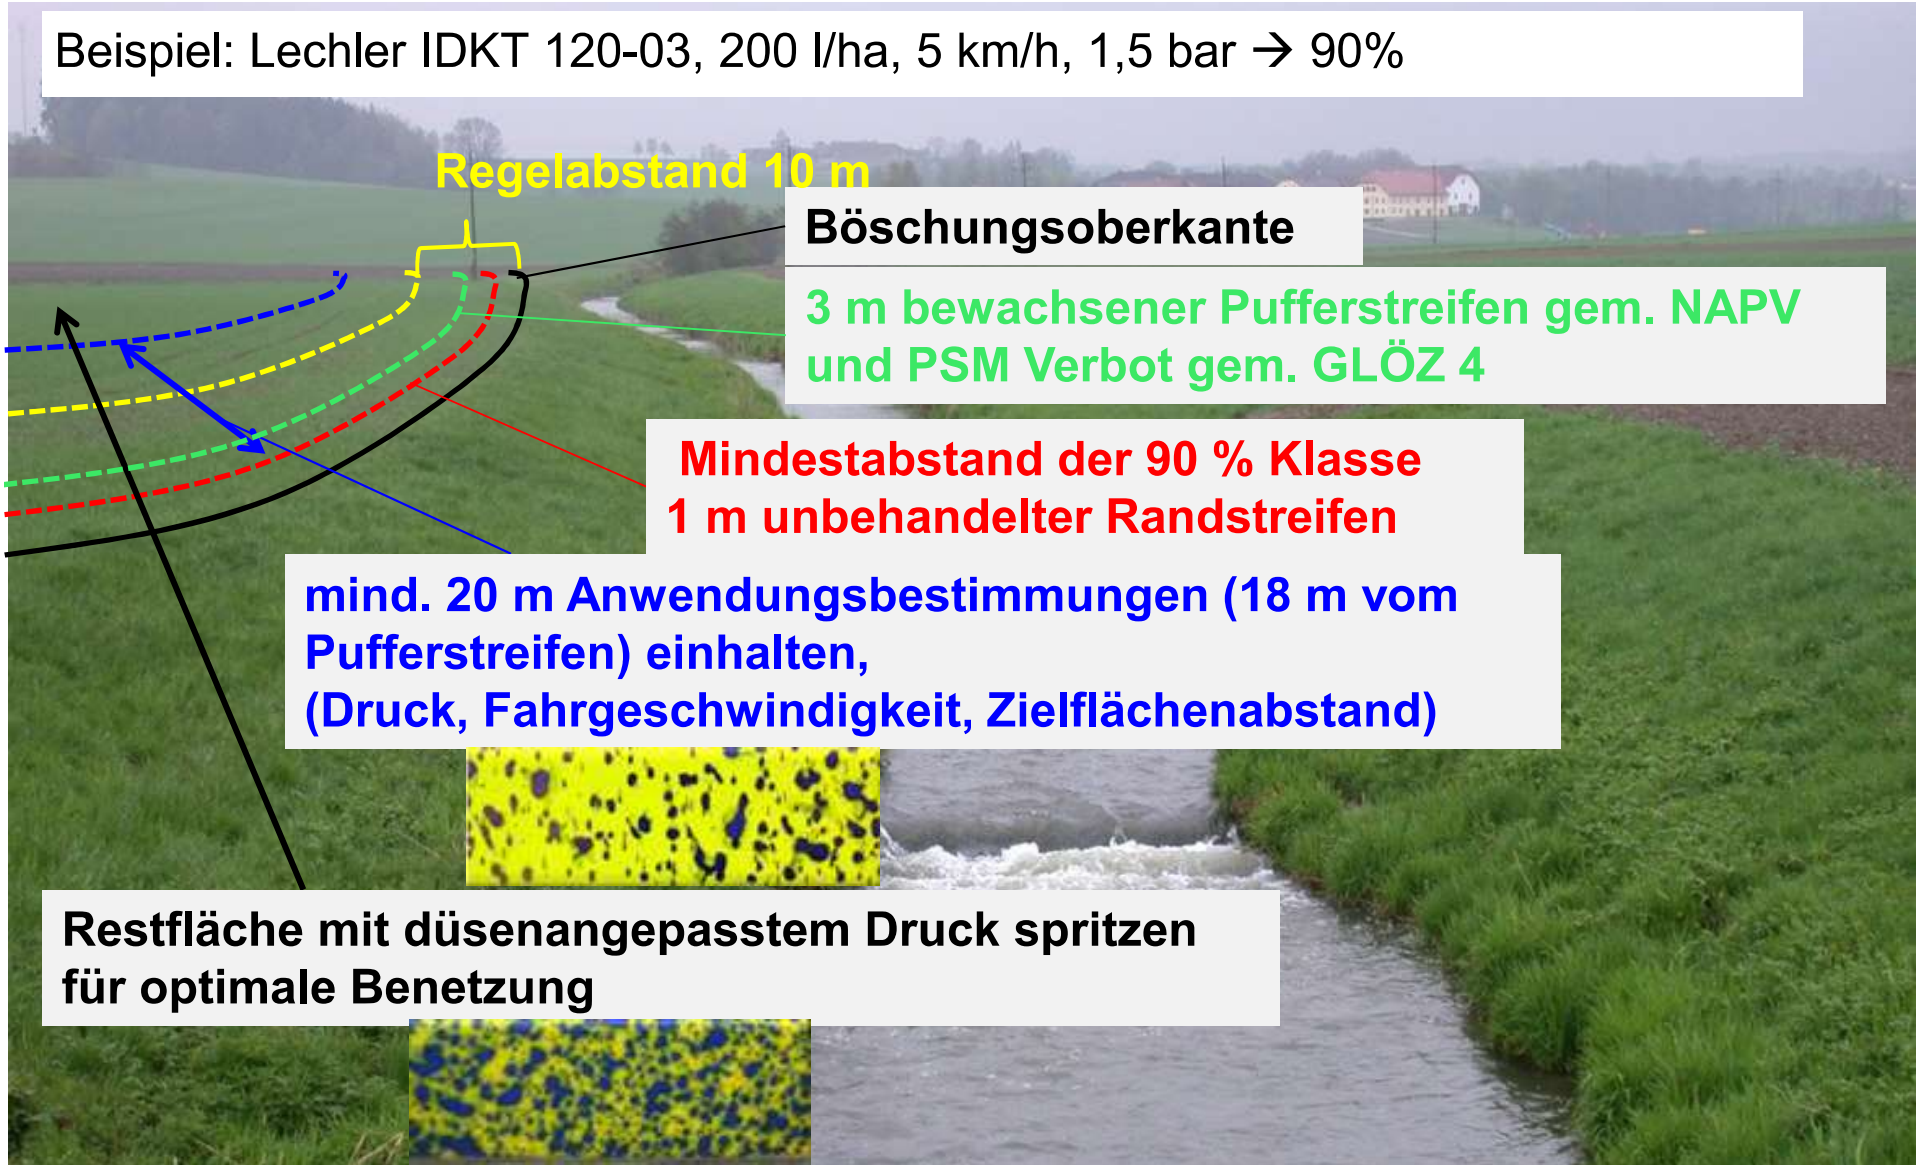 Beispiel: Lechler IDKT 120-03, 200 l/ha, 5 km/h, 1,5 bar → 90%
Regelabstand 10 m
Böschungsoberkante
3 m bewachsener Pufferstreifen gem. NAPV
und PSM Verbot gem. GLÖZ 4
Mindestabstand der 90 % Klasse
1 m unbehandelter Randstreifen
mind. 20 m Anwendungsbestimmungen (18 m vom
Pufferstreifen) einhalten,
(Druck, Fahrgeschwindigkeit, Zielflächenabstand)
Restfläche mit düsenangepasstem Druck spritzen
für optimale Benetzung